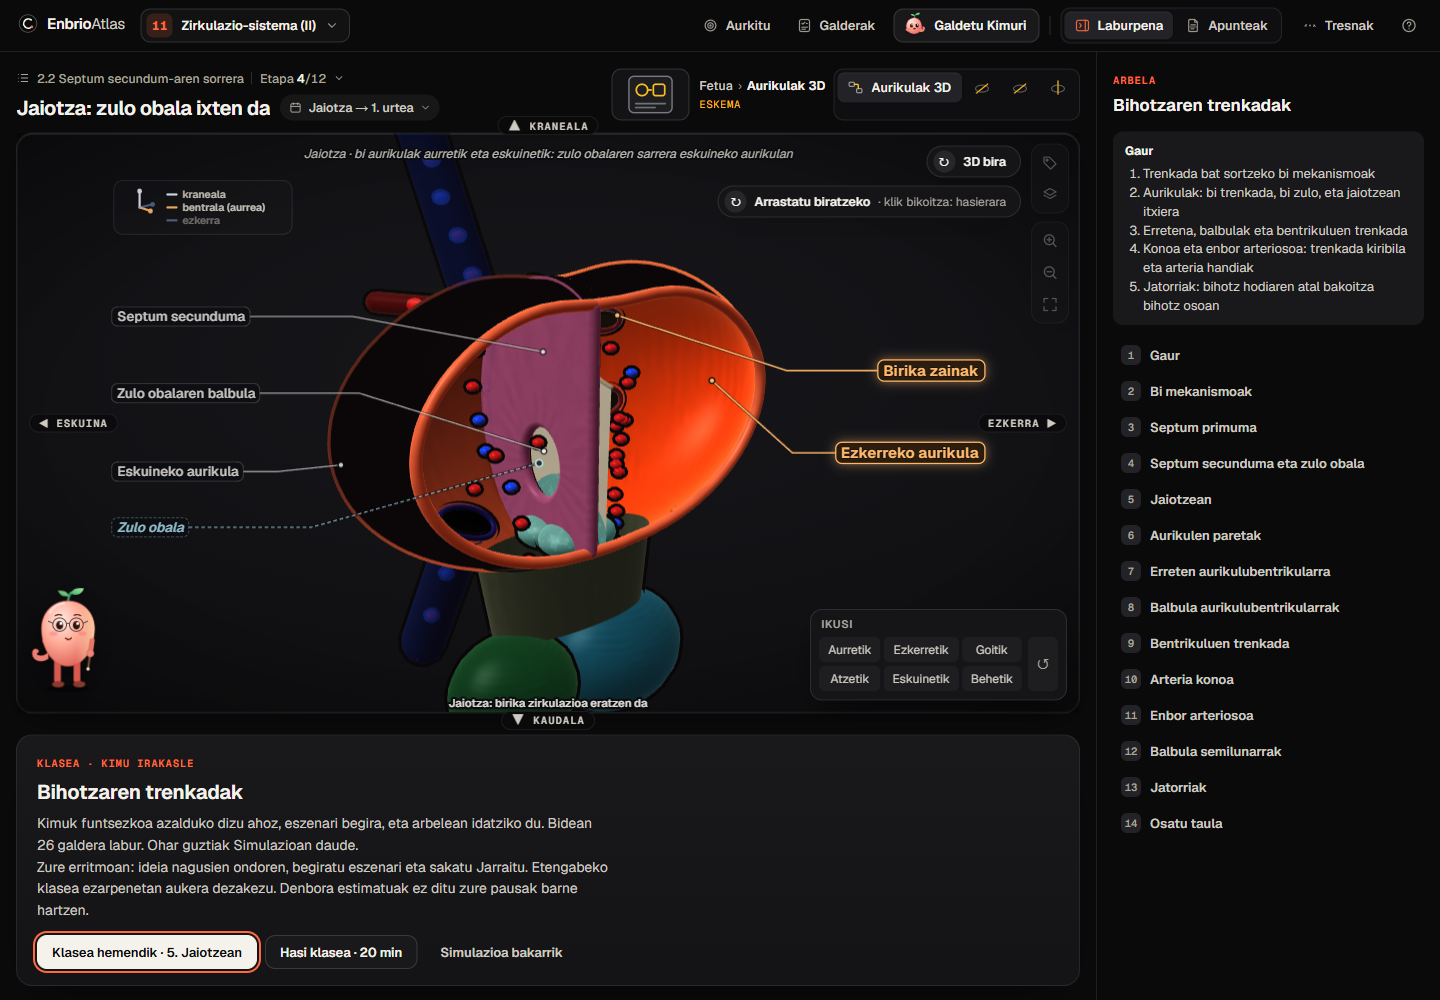 EnbrioAtlas
11 Zirkulazio-sistema (II)
Aurkitu
Galderak
Galdetu Kimuri
Laburpena
Apunteak
Tresnak
2.2 Septum secundum-aren sorrera
Etapa 4/12
Jaiotza: zulo obala ixten da
Jaiotza → 1. urtea
Fetua › Aurikulak 3D
ESKEMA
Aurikulak 3D
▲ KRANEALA
Jaiotza · bi aurikulak aurretik eta eskuinetik: zulo obalaren sarrera eskuineko aurikulan
↻ 3D bira
↻ Arrastatu biratzeko · klik bikoitza: hasierara
kraneala
bentrala (aurrea)
ezkerra
Septum secunduma
Zulo obalaren balbula
◀ ESKUINA
Eskuineko aurikula
Zulo obala
Birika zainak
EZKERRA ▶
Ezkerreko aurikula
IKUSI
Aurretik Ezkerretik Goitik
Atzetik Eskuinetik Behetik
↺
Jaiotza: birika zirkulazioa eratzen da
▼ KAUDALA
KLASEA · KIMU IRAKASLE
Bihotzaren trenkadak
Kimuk funtsezkoa azalduko dizu ahoz, eszenari begira, eta arbelean idatziko du. Bidean
26 galdera labur. Ohar guztiak Simulazioan daude.
Zure erritmoan: ideia nagusien ondoren, begiratu eszenari eta sakatu Jarraitu. Etengabeko
klasea ezarpenetan aukera dezakezu. Denbora estimatuak ez ditu zure pausak barne
hartzen.
Klasea hemendik · 5. Jaiotzean
Hasi klasea · 20 min
Simulazioa bakarrik
ARBELA
Bihotzaren trenkadak
Gaur
1. Trenkada bat sortzeko bi mekanismoak
2. Aurikulak: bi trenkada, bi zulo, eta jaiotzean
itxiera
3. Erretena, balbulak eta bentrikuluen trenkada
4. Konoa eta enbor arteriosoa: trenkada kiribila
eta arteria handiak
5. Jatorriak: bihotz hodiaren atal bakoitza
bihotz osoan
1 Gaur
2 Bi mekanismoak
3 Septum primuma
4 Septum secunduma eta zulo obala
5 Jaiotzean
6 Aurikulen paretak
7 Erreten aurikulubentrikularra
8 Balbula aurikulubentrikularrak
9 Bentrikuluen trenkada
10 Arteria konoa
11 Enbor arteriosoa
12 Balbula semilunarrak
13 Jatorriak
14 Osatu taula